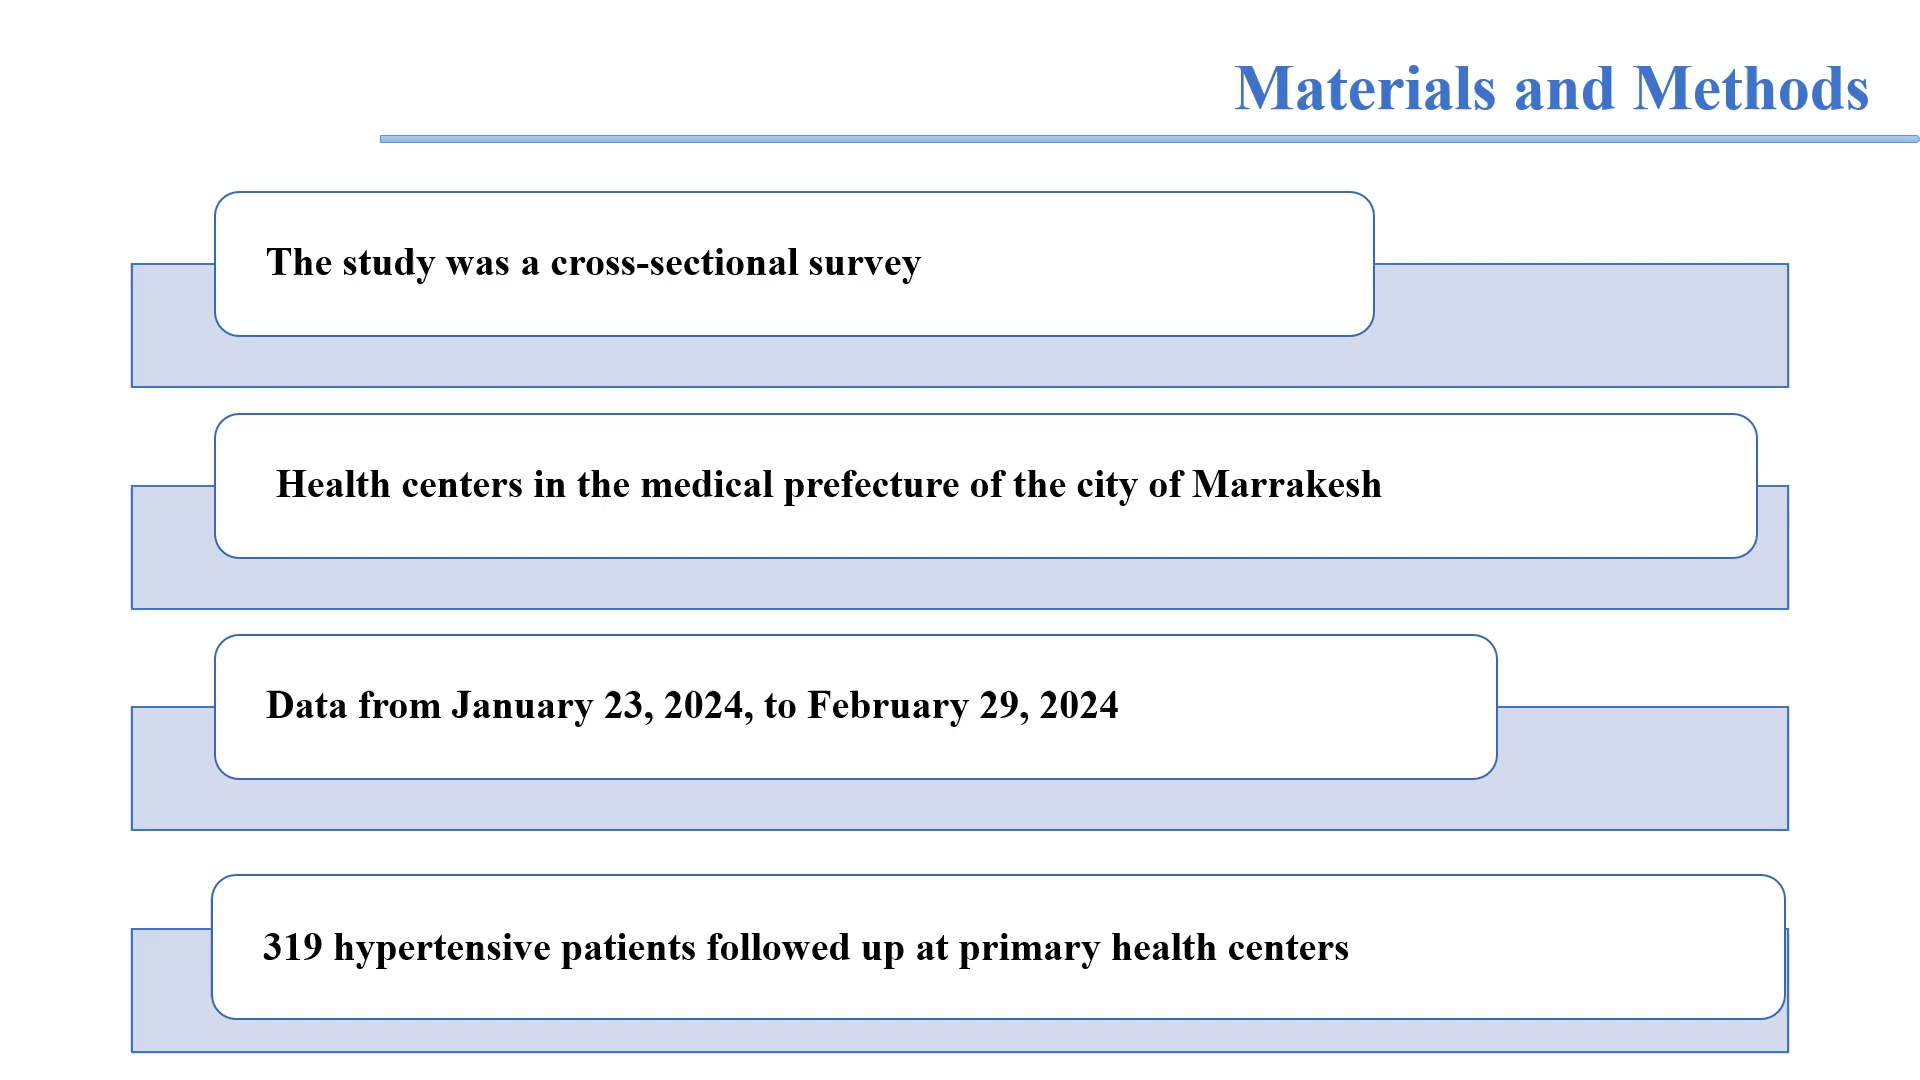 Materials and Methods
The study was a cross-sectional survey
Health centers in the medical prefecture of the city of Marrakesh
Data from January 23, 2024, to February 29, 2024
319 hypertensive patients followed up at primary health centers